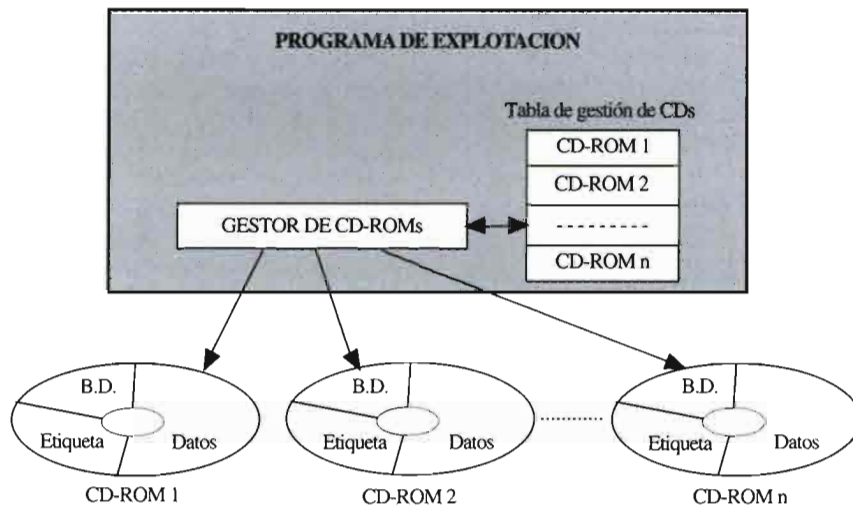 PROGRAMA DE EXPLOTACION
Tabla de gestión de CDs
CD-ROM 1
CD-ROM 2
---------
CD-ROM n
GESTOR DE CD-ROMs
B.D.
Etiqueta
Datos
CD-ROM 1
B.D.
Etiqueta
Datos
CD-ROM 2
..........
B.D.
Etiqueta
Datos
CD-ROM n